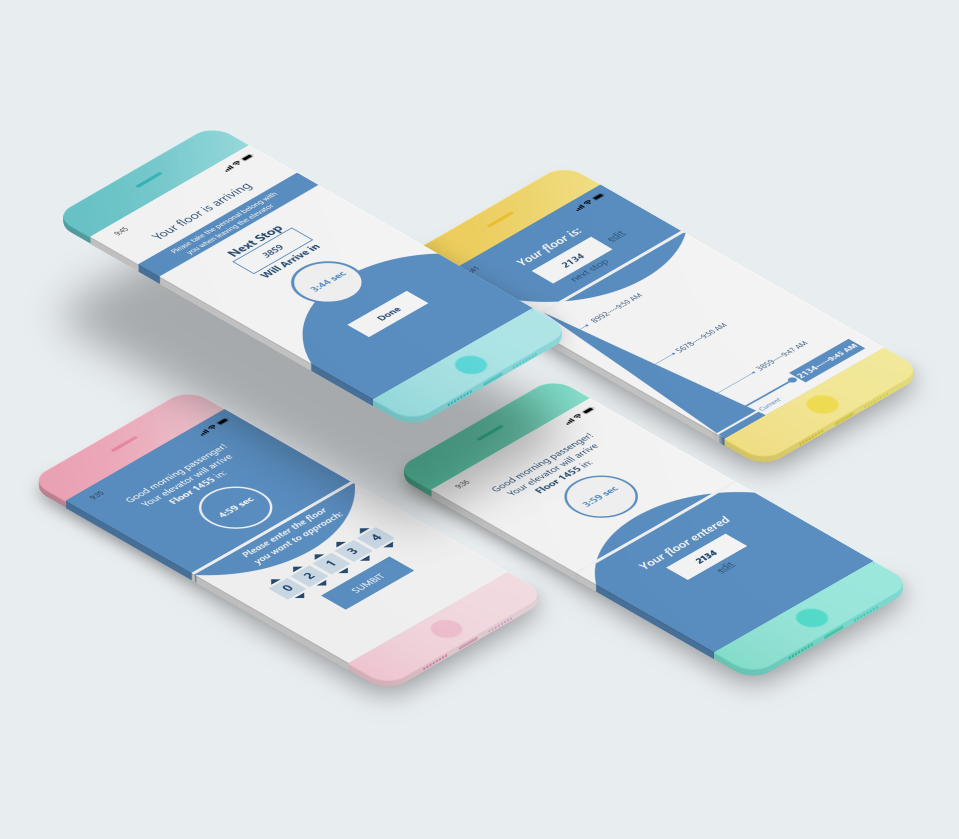 9:45
Your floor is arriving
Please take the personal belong with
you when leaving the elevator
Next Stop
3859
Will Arrive in
3:44 sec
Done
Your floor is:
2134
edit
next stop
8992----9:59 AM
5678----9:50 AM
3859----9:47 AM
2134----9:45 AM
Current
9:35
Good morning passenger!
Your elevator will arrive
Floor 1455 in:
4:59 sec
Please enter the floor
you want to approach:
0 2 1 3 4
SUMBIT
9:36
Good morning passenger!
Your elevator will arrive
Floor 1455 in:
3:59 sec
Your floor entered
2134
edit